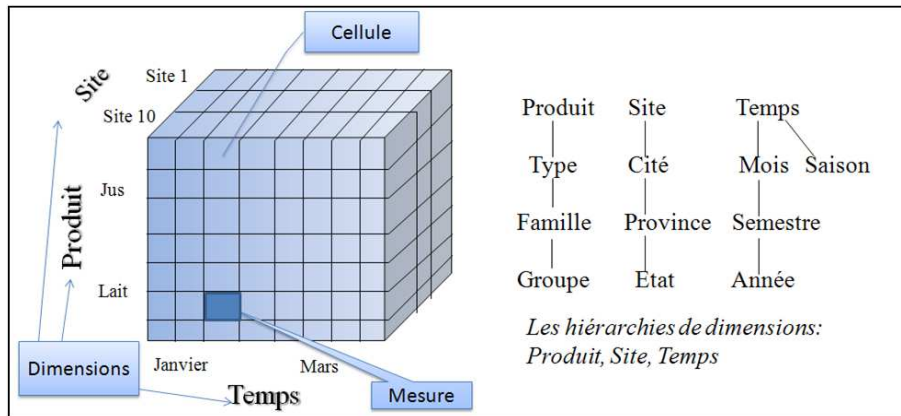 Cellule
Site 1
Site
Site 10
Jus
Produit
Lait
Dimensions
Janvier
Mars
Temps
Mesure
Produit Site Temps
Type Cité Mois Saison
Famille Province Semestre
Groupe Etat Année
Les hiérarchies de dimensions:
Produit, Site, Temps